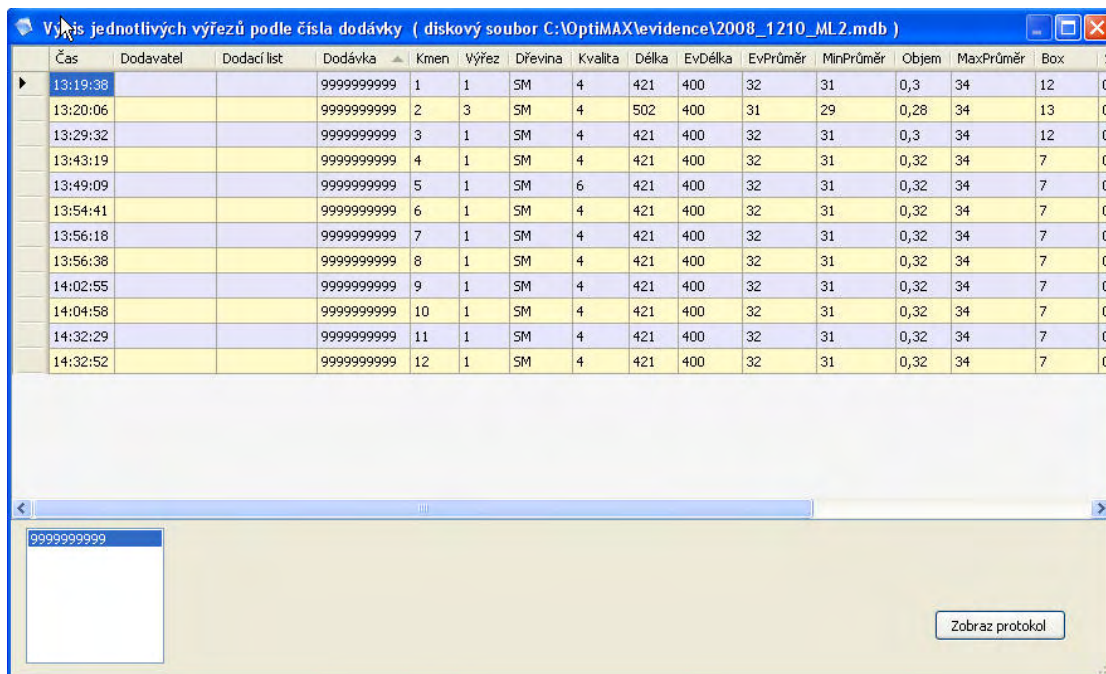 Výpis jednotlivých výřezů podle čísla dodávky ( diskový soubor C:\OptiMAX\evidence\2008_1210_ML2.mdb )
Čas Dodavatel Dodací list Dodávka Kmen Výřez Dřevina Kvalita Délka EvDélka EvPrůměr MinPrůměr Objem MaxPrůměr Box
13:19:38 9999999999 1 1 SM 4 421 400 32 31 0,3 34 12
13:20:06 9999999999 2 3 SM 4 502 400 31 29 0,28 34 13
13:29:32 9999999999 3 1 SM 4 421 400 32 31 0,3 34 12
13:43:19 9999999999 4 1 SM 4 421 400 32 31 0,32 34 7
13:49:09 9999999999 5 1 SM 6 421 400 32 31 0,32 34 7
13:54:41 9999999999 6 1 SM 4 421 400 32 31 0,32 34 7
13:56:18 9999999999 7 1 SM 4 421 400 32 31 0,32 34 7
13:56:38 9999999999 8 1 SM 4 421 400 32 31 0,32 34 7
14:02:55 9999999999 9 1 SM 4 421 400 32 31 0,32 34 7
14:04:58 9999999999 10 1 SM 4 421 400 32 31 0,32 34 7
14:32:29 9999999999 11 1 SM 4 421 400 32 31 0,32 34 7
14:32:52 9999999999 12 1 SM 4 421 400 32 31 0,32 34 7
9999999999
Zobraz protokol